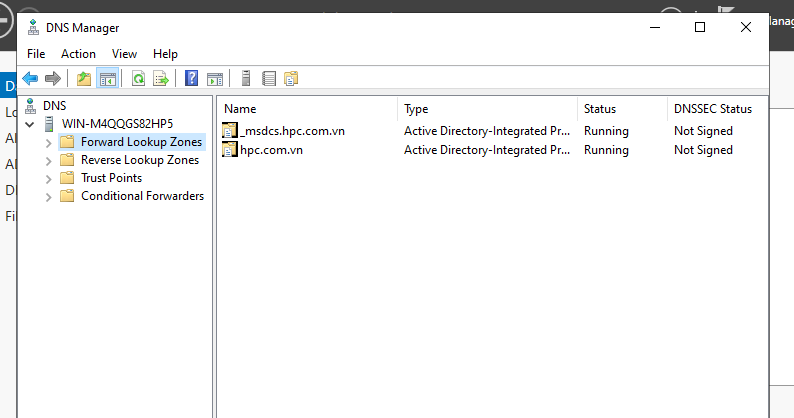 DNS Manager
Manag
File Action View Help
DNS
WIN-M4QQGS82HP5
Forward Lookup Zones
Reverse Lookup Zones
Trust Points
Conditional Forwarders
Name Type Status DNSSEC Status
_msdcs.hpc.com.vn Active Directory-Integrated Pr... Running Not Signed
hpc.com.vn Active Directory-Integrated Pr... Running Not Signed